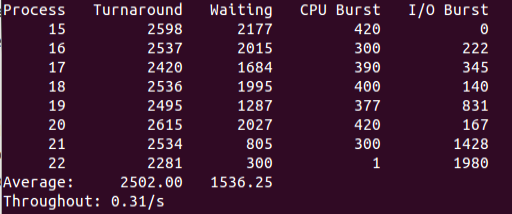 Process Turnaround Waiting CPU Burst I/O Burst
15 2598 2177 420 0
16 2537 2015 300 222
17 2420 1684 390 345
18 2536 1995 400 140
19 2495 1287 377 831
20 2615 2027 420 167
21 2534 805 300 1428
22 2281 300 1 1980
Average: 2502.00 1536.25
Throughout: 0.31/s